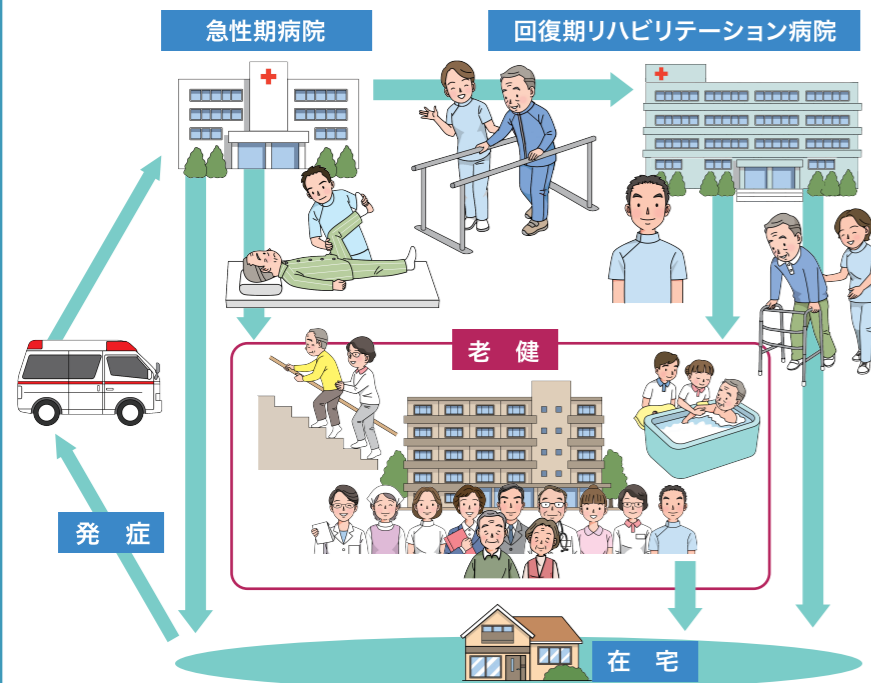 急性期病院
回復期リハビリテーション病院
老 健
発 症
在 宅